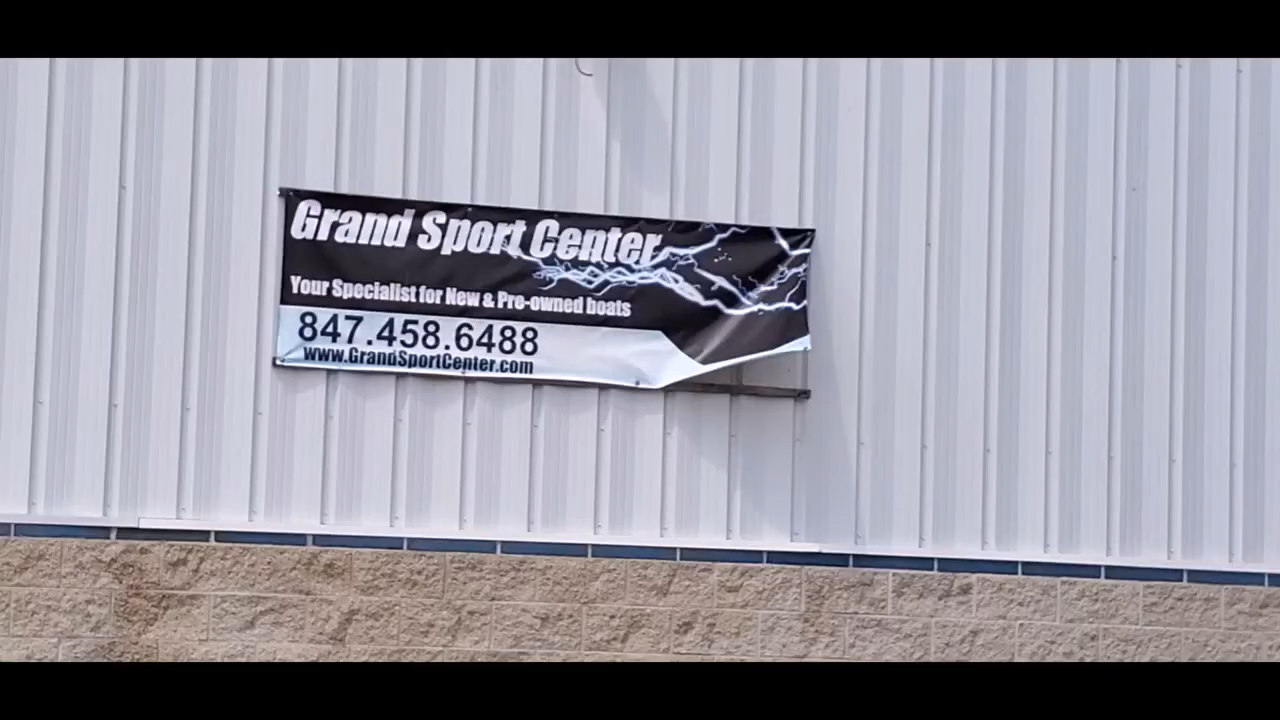 Grand Sport Center
Your Specialist for New & Pre-owned boats
847.458.6488
www.GrandSportCenter.com